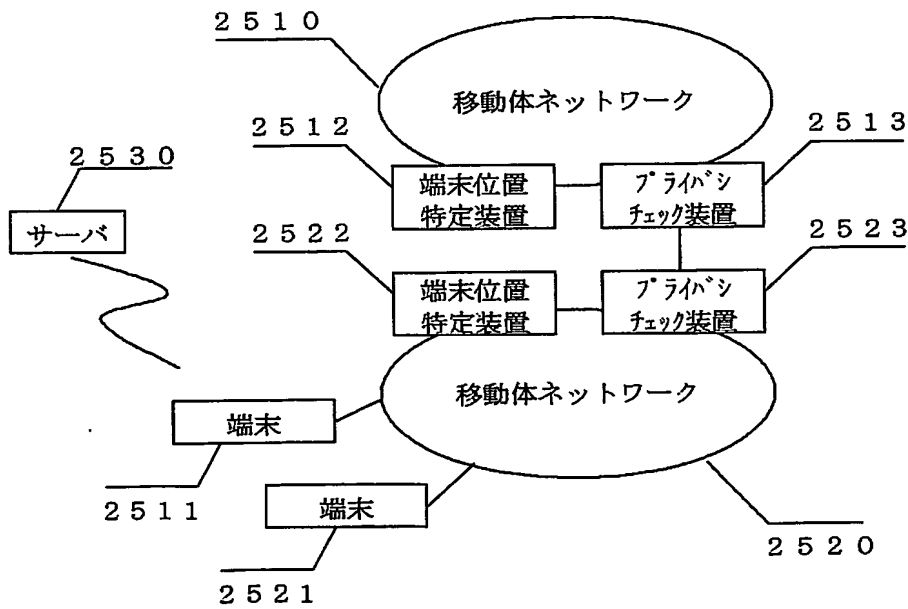 ２５１０
移動体ネットワーク
２５１２
２５１３
２５３０
端末位置
特定装置
ﾌﾟﾗｲﾊﾞｼ
ﾁｪｯｸ装置
サーバ
２５２２
２５２３
端末位置
特定装置
ﾌﾟﾗｲﾊﾞｼ
ﾁｪｯｸ装置
移動体ネットワーク
端末
２５１１
端末
２５２０
２５２１